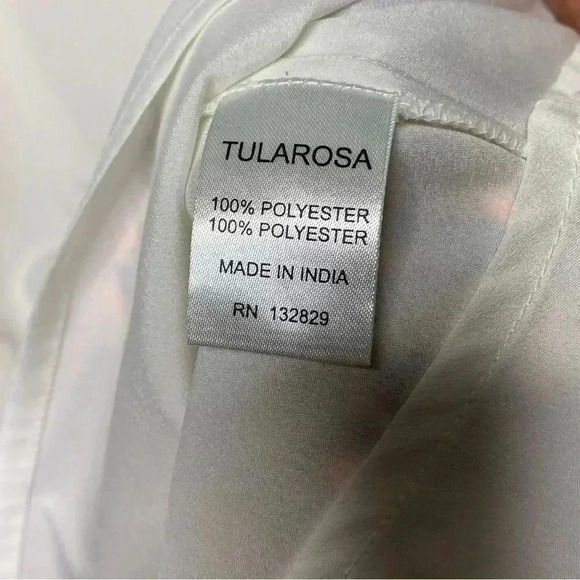 TULAROSA
100% POLYESTER
100% POLYESTER
MADE IN INDIA
RN 132829